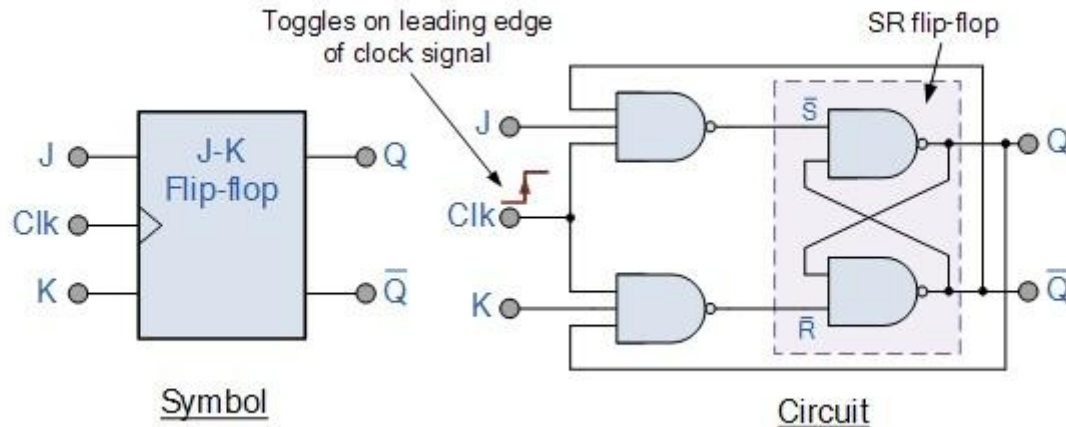 Toggles on leading edge
of clock signal
SR flip-flop
J
J-K
Flip-flop
Q
Clk
K
Q̅
Symbol
J
Clk
K
S̅
R̅
Q
Q̅
Circuit